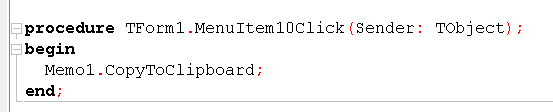 procedure TForm1.MenuItem10Click(Sender: TObject);
begin
  Memo1.CopyToClipboard;
end;